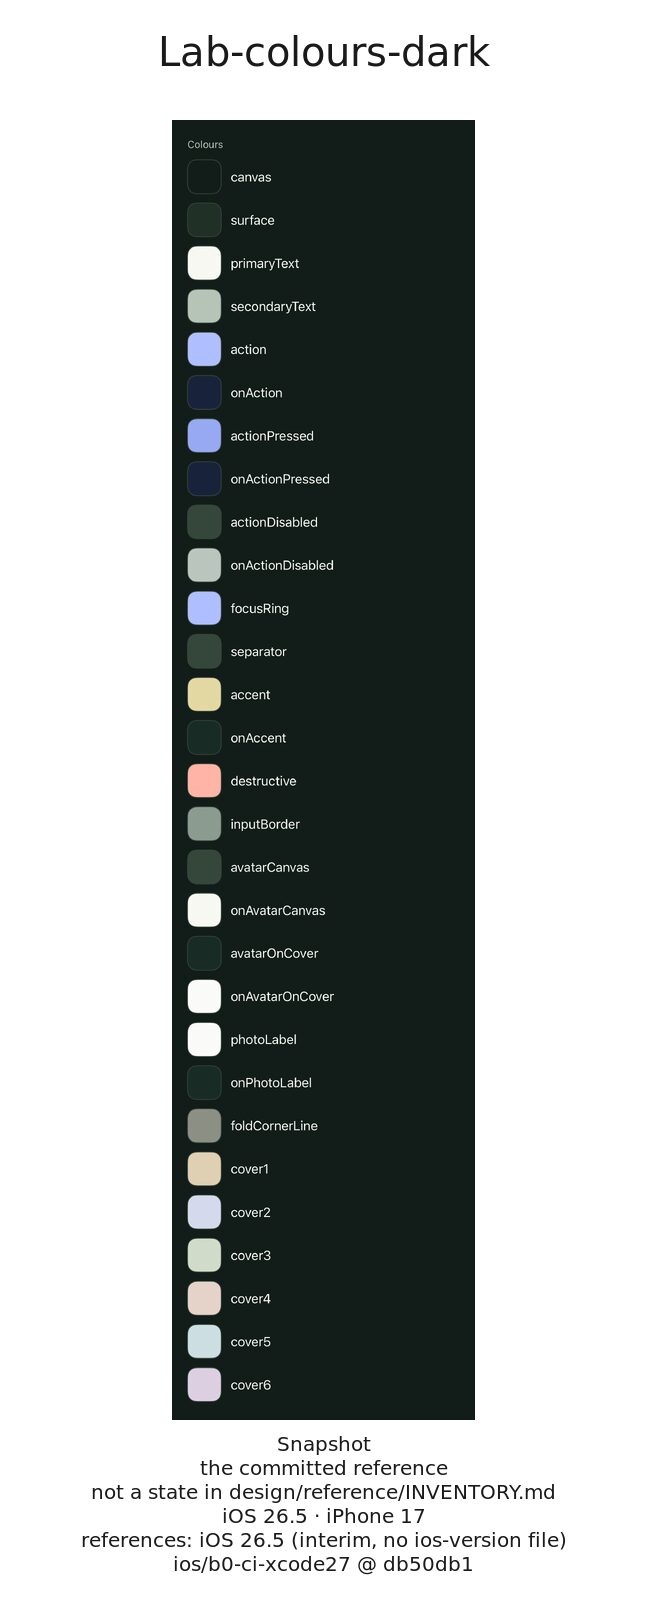 Lab-colours-dark
Colours
canvas
surface
primaryText
secondaryText
action
onAction
actionPressed
onActionPressed
actionDisabled
onActionDisabled
focusRing
separator
accent
onAccent
destructive
inputBorder
avatarCanvas
onAvatarCanvas
avatarOnCover
onAvatarOnCover
photoLabel
onPhotoLabel
foldCornerLine
cover1
cover2
cover3
cover4
cover5
cover6
Snapshot
the committed reference
not a state in design/reference/INVENTORY.md
iOS 26.5 · iPhone 17
references: iOS 26.5 (interim, no ios-version file)
ios/b0-ci-xcode27 @ db50db1